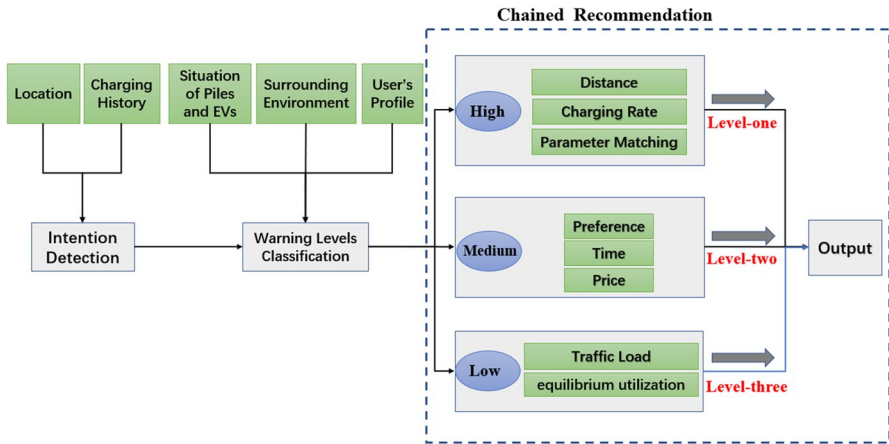 Chained Recommendation
Location
Charging
History
Situation
of Piles
and EVs
Surrounding
Environment
User's
Profile
Intention
Detection
Warning Levels
Classification
High
Distance
Charging Rate
Parameter Matching
Level-one
Medium
Preference
Time
Price
Level-two
Output
Low
Traffic Load
equilibrium utilization
Level-three